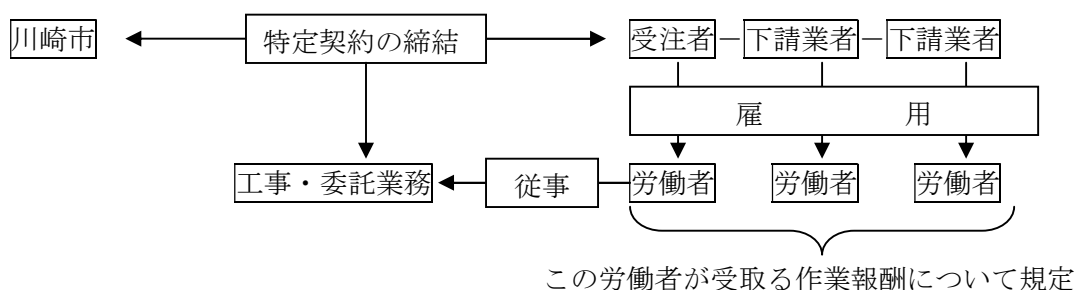 川崎市 特定契約の締結 受注者－下請業者－下請業者
雇用
工事・委託業務 従事 労働者 労働者 労働者
この労働者が受取る作業報酬について規定